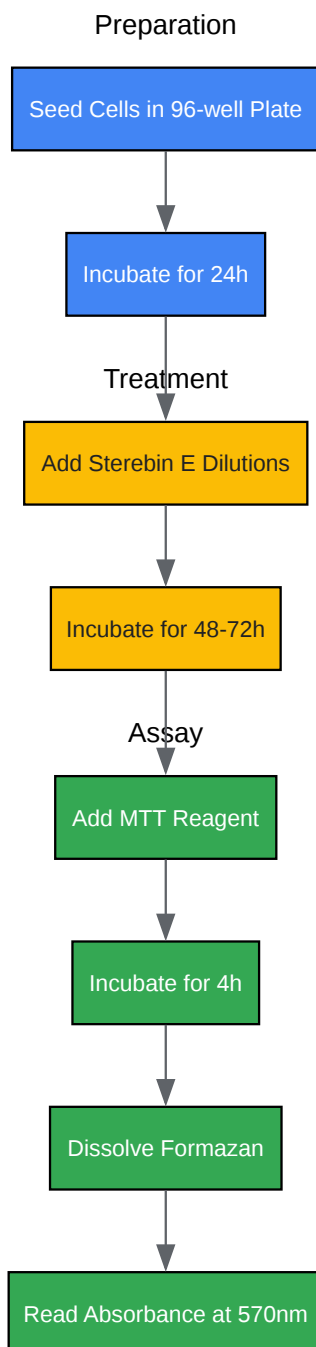 Preparation
Seed Cells in 96-well Plate
Incubate for 24h
Treatment
Add Sterebin E Dilutions
Incubate for 48-72h
Assay
Add MTT Reagent
Incubate for 4h
Dissolve Formazan
Read Absorbance at 570nm